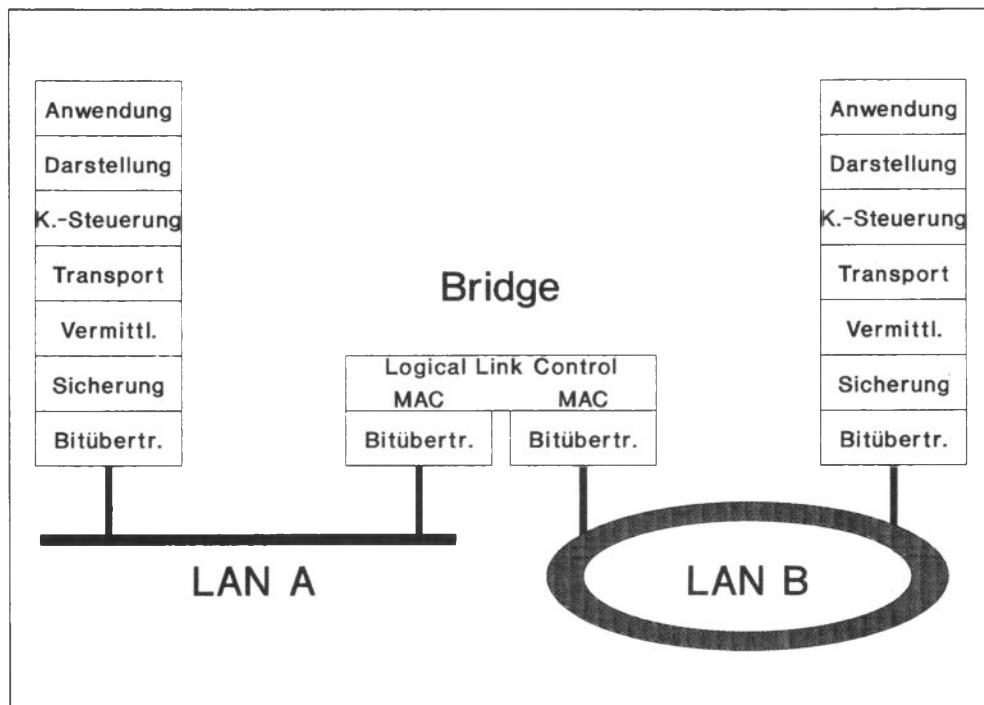 Anwendung
Darstellung
K.-Steuerung
Transport
Vermittl.
Sicherung
Bitübertr.
Bridge
Logical Link Control
MAC MAC
Bitübertr. Bitübertr.
Anwendung
Darstellung
K.-Steuerung
Transport
Vermittl.
Sicherung
Bitübertr.
LAN A
LAN B